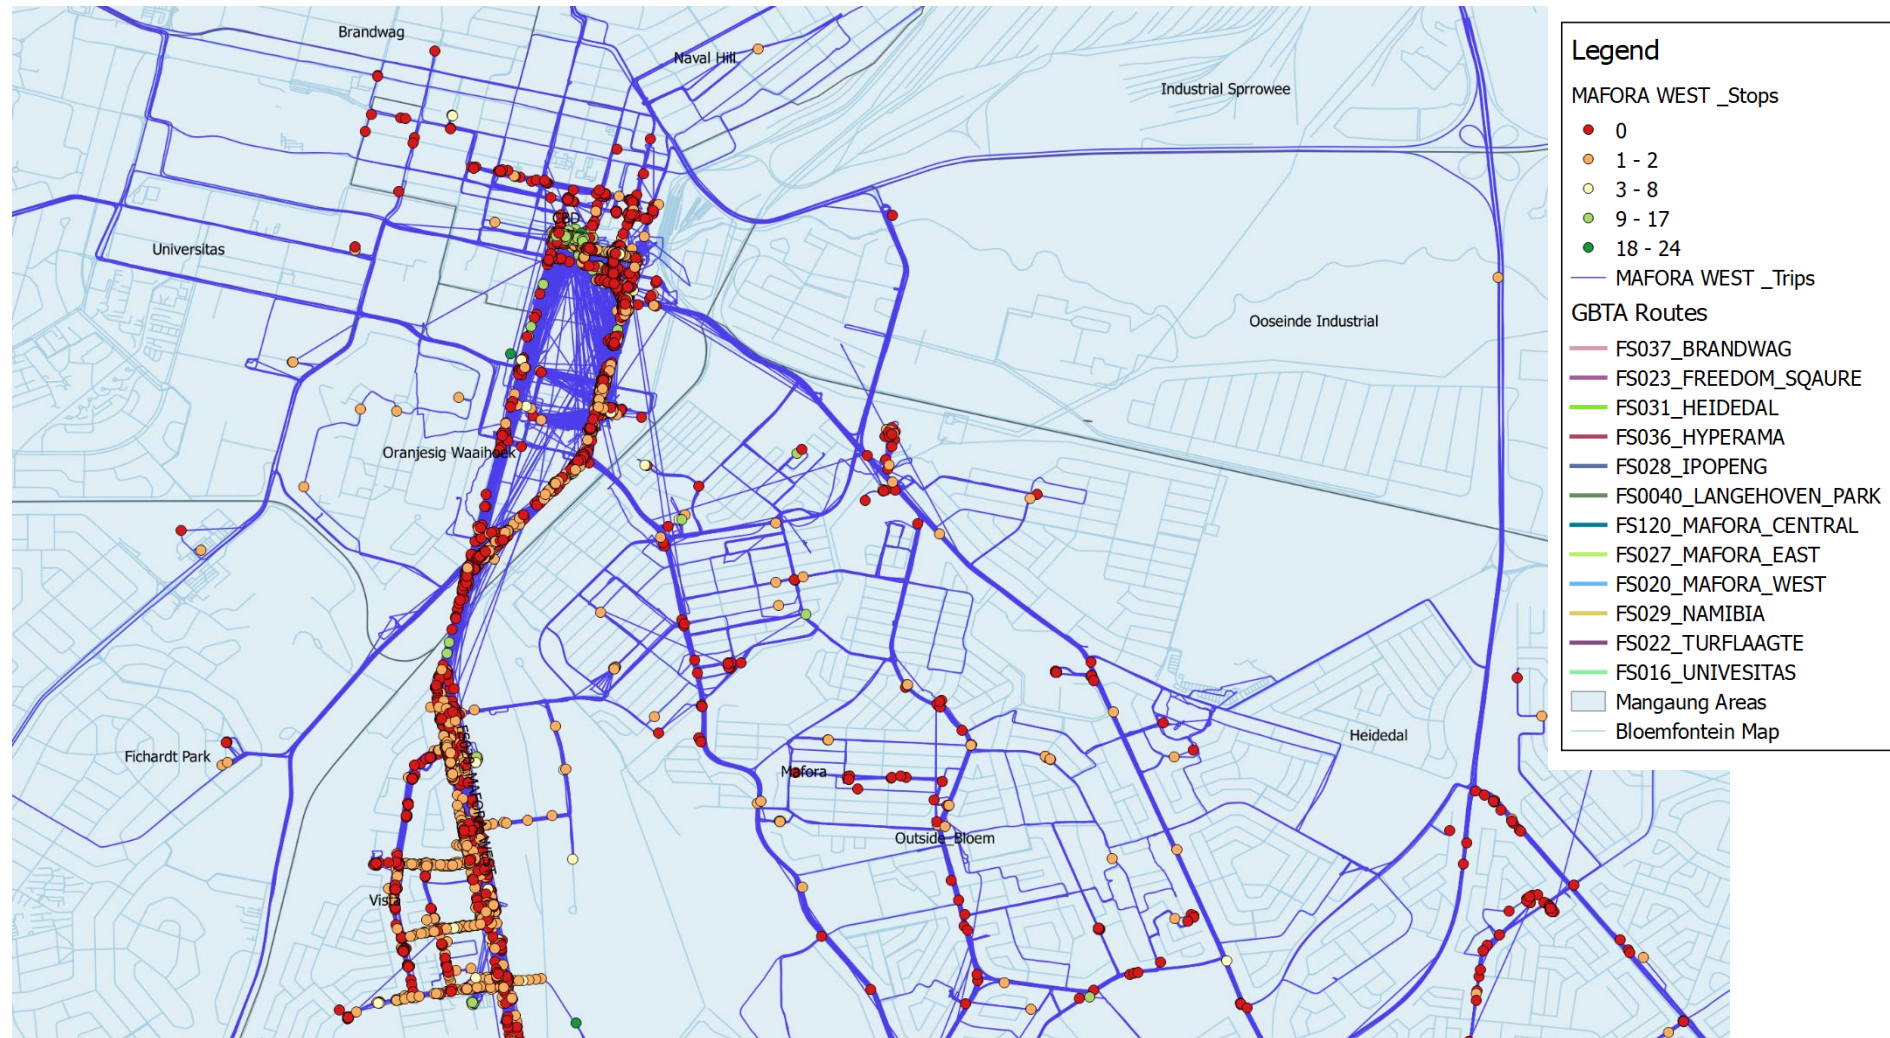 Brandwag
Naval Hill
Industrial Sprrowee
CBD
Universitas
Ooseinde Industrial
Oranjesig Waaihoek
Fichardt Park
Heidedal
Mafora
Outside_Bloem
Vista
Legend
MAFORA WEST _Stops
0
1 - 2
3 - 8
9 - 17
18 - 24
MAFORA WEST _Trips
GBTA Routes
FS037_BRANDWAG
FS023_FREEDOM_SQAURE
FS031_HEIDEDAL
FS036_HYPERAMA
FS028_IPOPENG
FS0040_LANGEHOVEN_PARK
FS120_MAFORA_CENTRAL
FS027_MAFORA_EAST
FS020_MAFORA_WEST
FS029_NAMIBIA
FS022_TURFLAAGTE
FS016_UNIVESITAS
Mangaung Areas
Bloemfontein Map